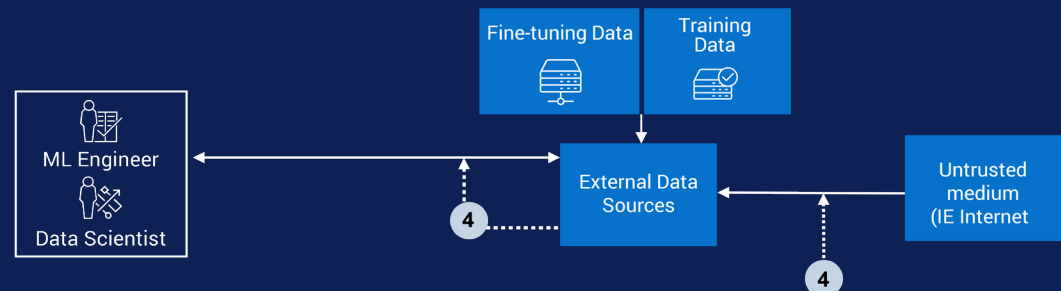 Fine-tuning Data
Training
Data
ML Engineer
Data Scientist
4
External Data
Sources
Untrusted
medium
(IE Internet
4